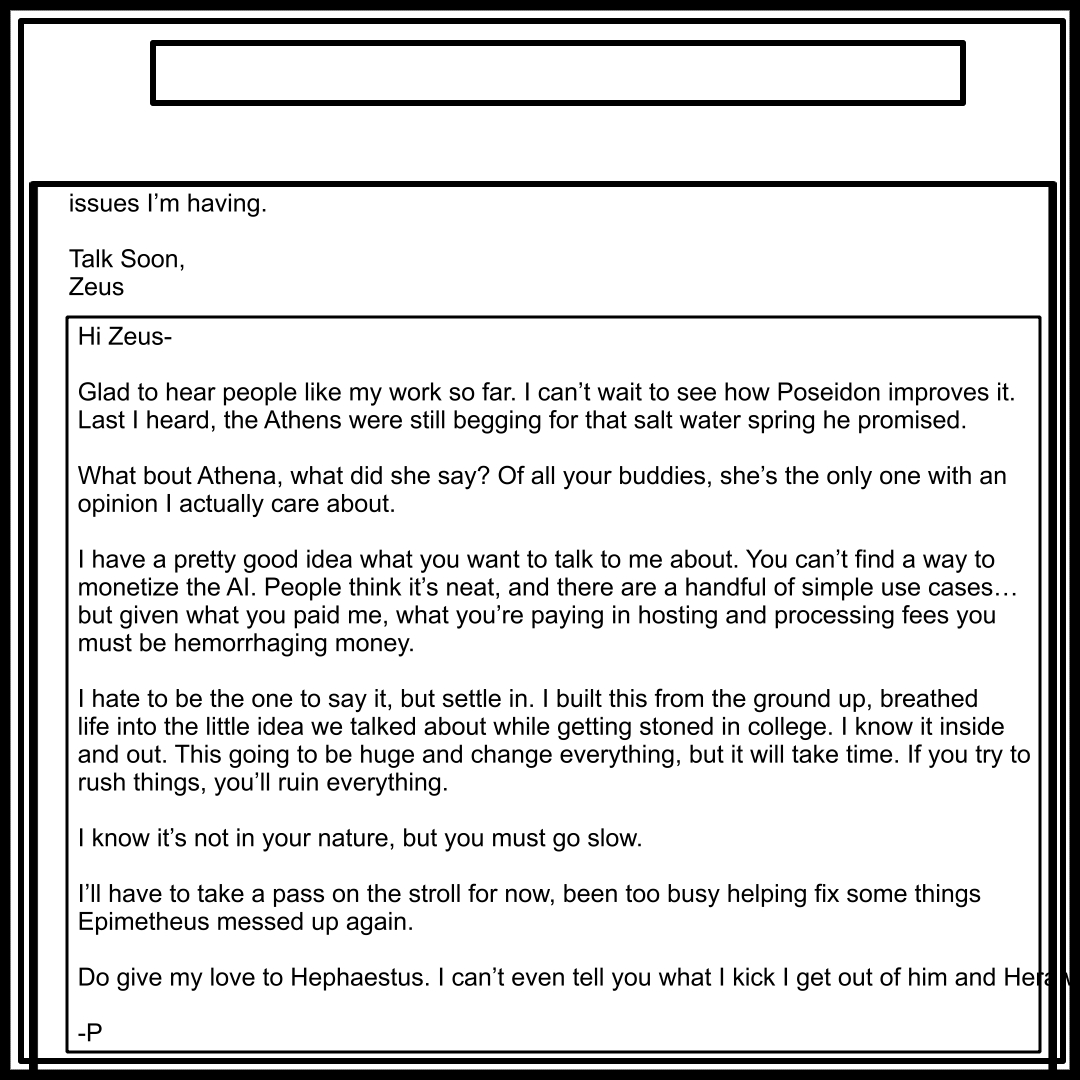 issues I’m having.
Talk Soon,
Zeus
Hi Zeus-
Glad to hear people like my work so far. I can’t wait to see how Poseidon improves it.
Last I heard, the Athens were still begging for that salt water spring he promised.
What bout Athena, what did she say? Of all your buddies, she’s the only one with an
opinion I actually care about.
I have a pretty good idea what you want to talk to me about. You can’t find a way to
monetize the AI. People think it’s neat, and there are a handful of simple use cases…
but given what you paid me, what you’re paying in hosting and processing fees you
must be hemorrhaging money.
I hate to be the one to say it, but settle in. I built this from the ground up, breathed
life into the little idea we talked about while getting stoned in college. I know it inside
and out. This going to be huge and change everything, but it will take time. If you try to
rush things, you’ll ruin everything.
I know it’s not in your nature, but you must go slow.
I’ll have to take a pass on the stroll for now, been too busy helping fix some things
Epimetheus messed up again.
Do give my love to Hephaestus. I can’t even tell you what I kick I get out of him and Hera
-P